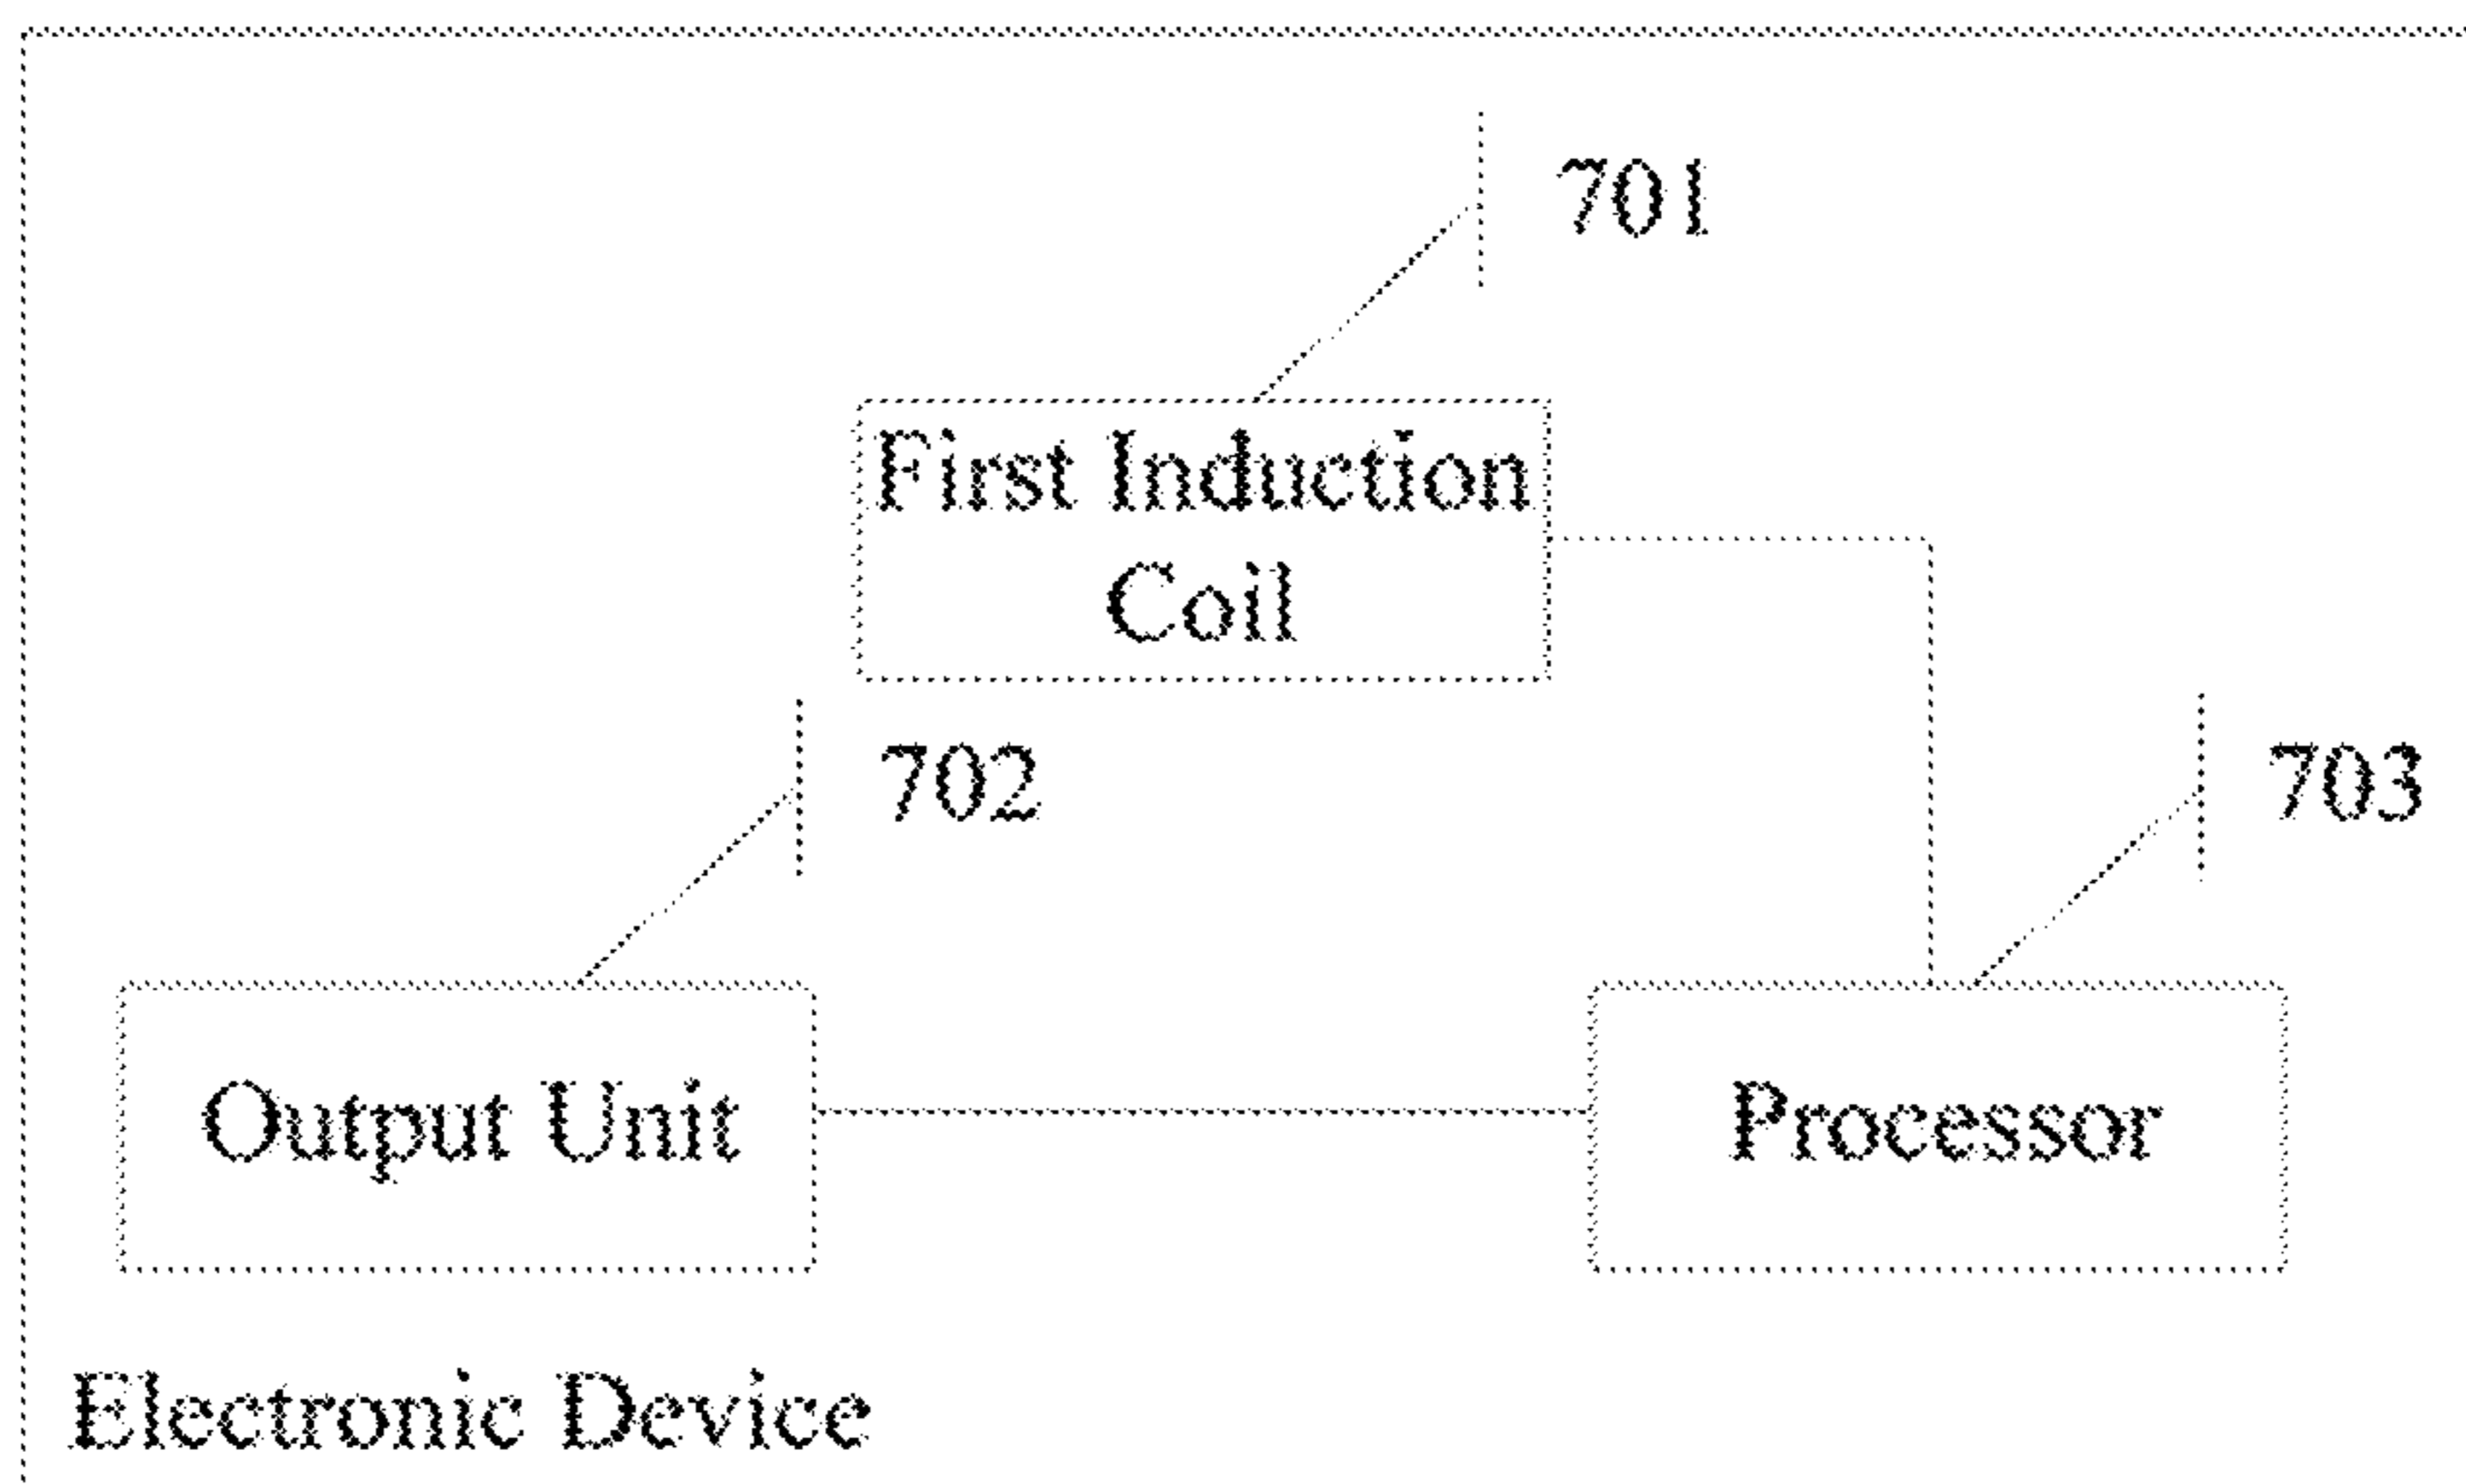 701
First Induction
Coil
702
703
Output Unit
Processor
Electronic Device